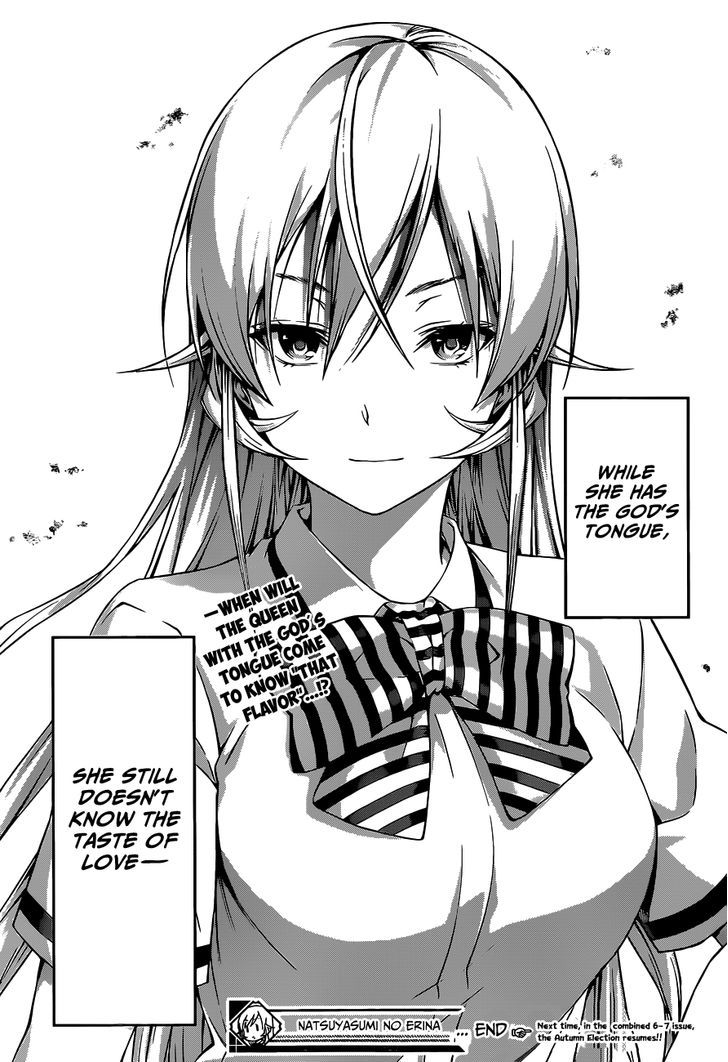 WHILE
SHE HAS
THE GOD'S
TONGUE,
—WHEN WILL
THE QUEEN
WITH THE GOD'S
TONGUE COME
TO KNOW "THAT
FLAVOR"...!?
SHE STILL
DOESN'T
KNOW THE
TASTE OF
LOVE—
NATSUYASUMI NO ERINA
... END ☞
Next time, in the combined 6-7 issue,
the Autumn Election resumes!!